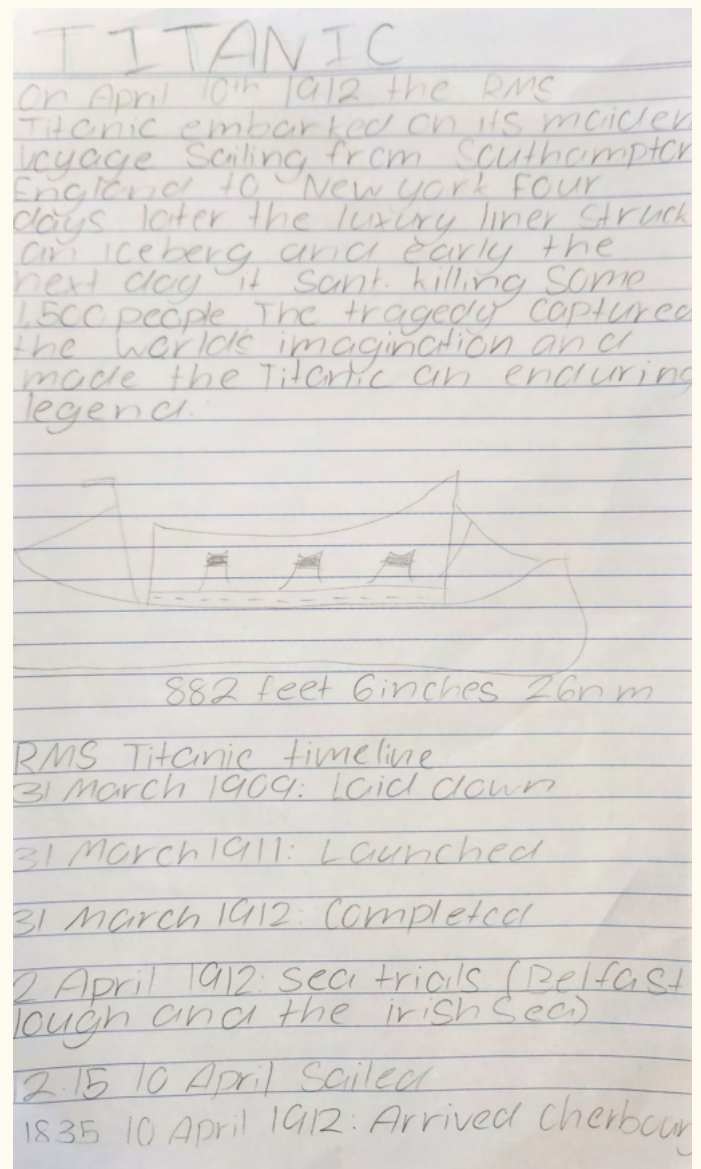 TITANIC
On April 10th 1912 the RMS
Titanic embarked on its maiden
voyage Sailing from Southampton
England to New york Four
days later the luxury liner struck
an iceberg and early the
next day it sank. killing some
1,500 people The tragedy captured
the worlds imagination and
made the Titanic an enduring
legend.
882 feet 6inches 26nm
RMS Titanic timeline
31 March 1909: Laid down
31 March 1911: Launched
31 March 1912: Completed
2 April 1912: Sea trials (Belfast
lough and the irish Sea)
12.15 10 April Sailed
1835 10 April 1912: Arrived Cherbour